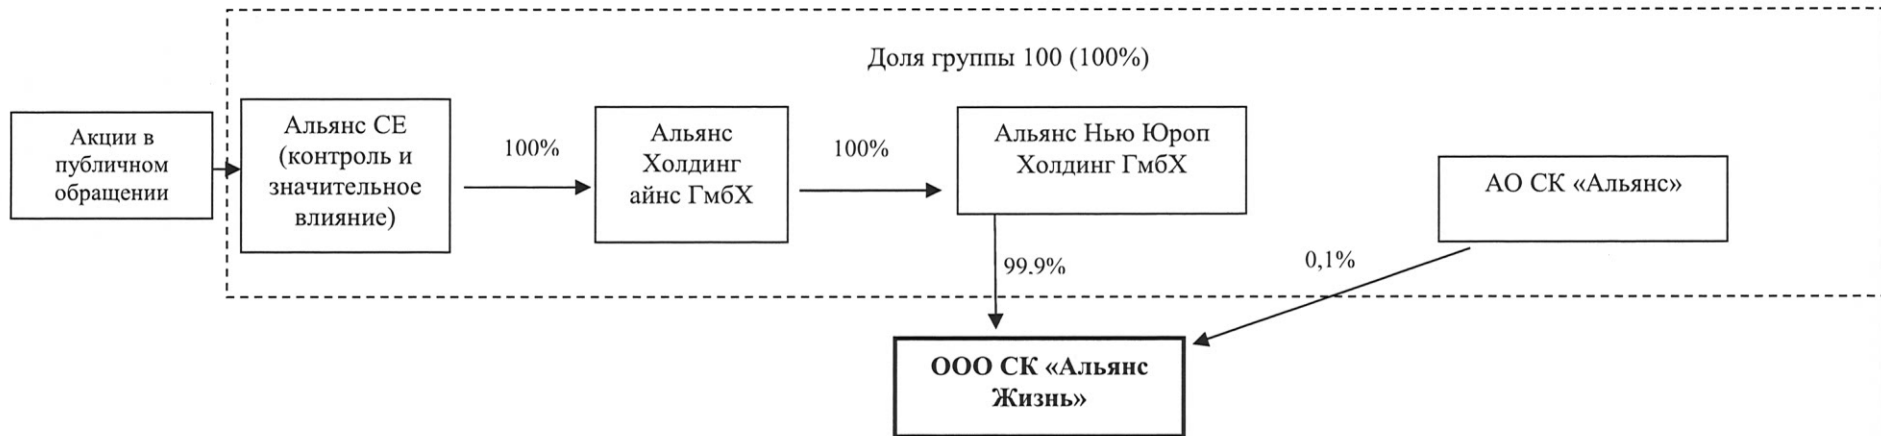 Доля группы 100 (100%)
Акции в
публичном
обращении
Альянс СЕ
(контроль и
значительное
влияние)
100%
Альянс
Холдинг
айнс ГмбХ
100%
Альянс Нью Юроп
Холдинг ГмбХ
АО СК «Альянс»
99.9%
0,1%
ООО СК «Альянс
Жизнь»